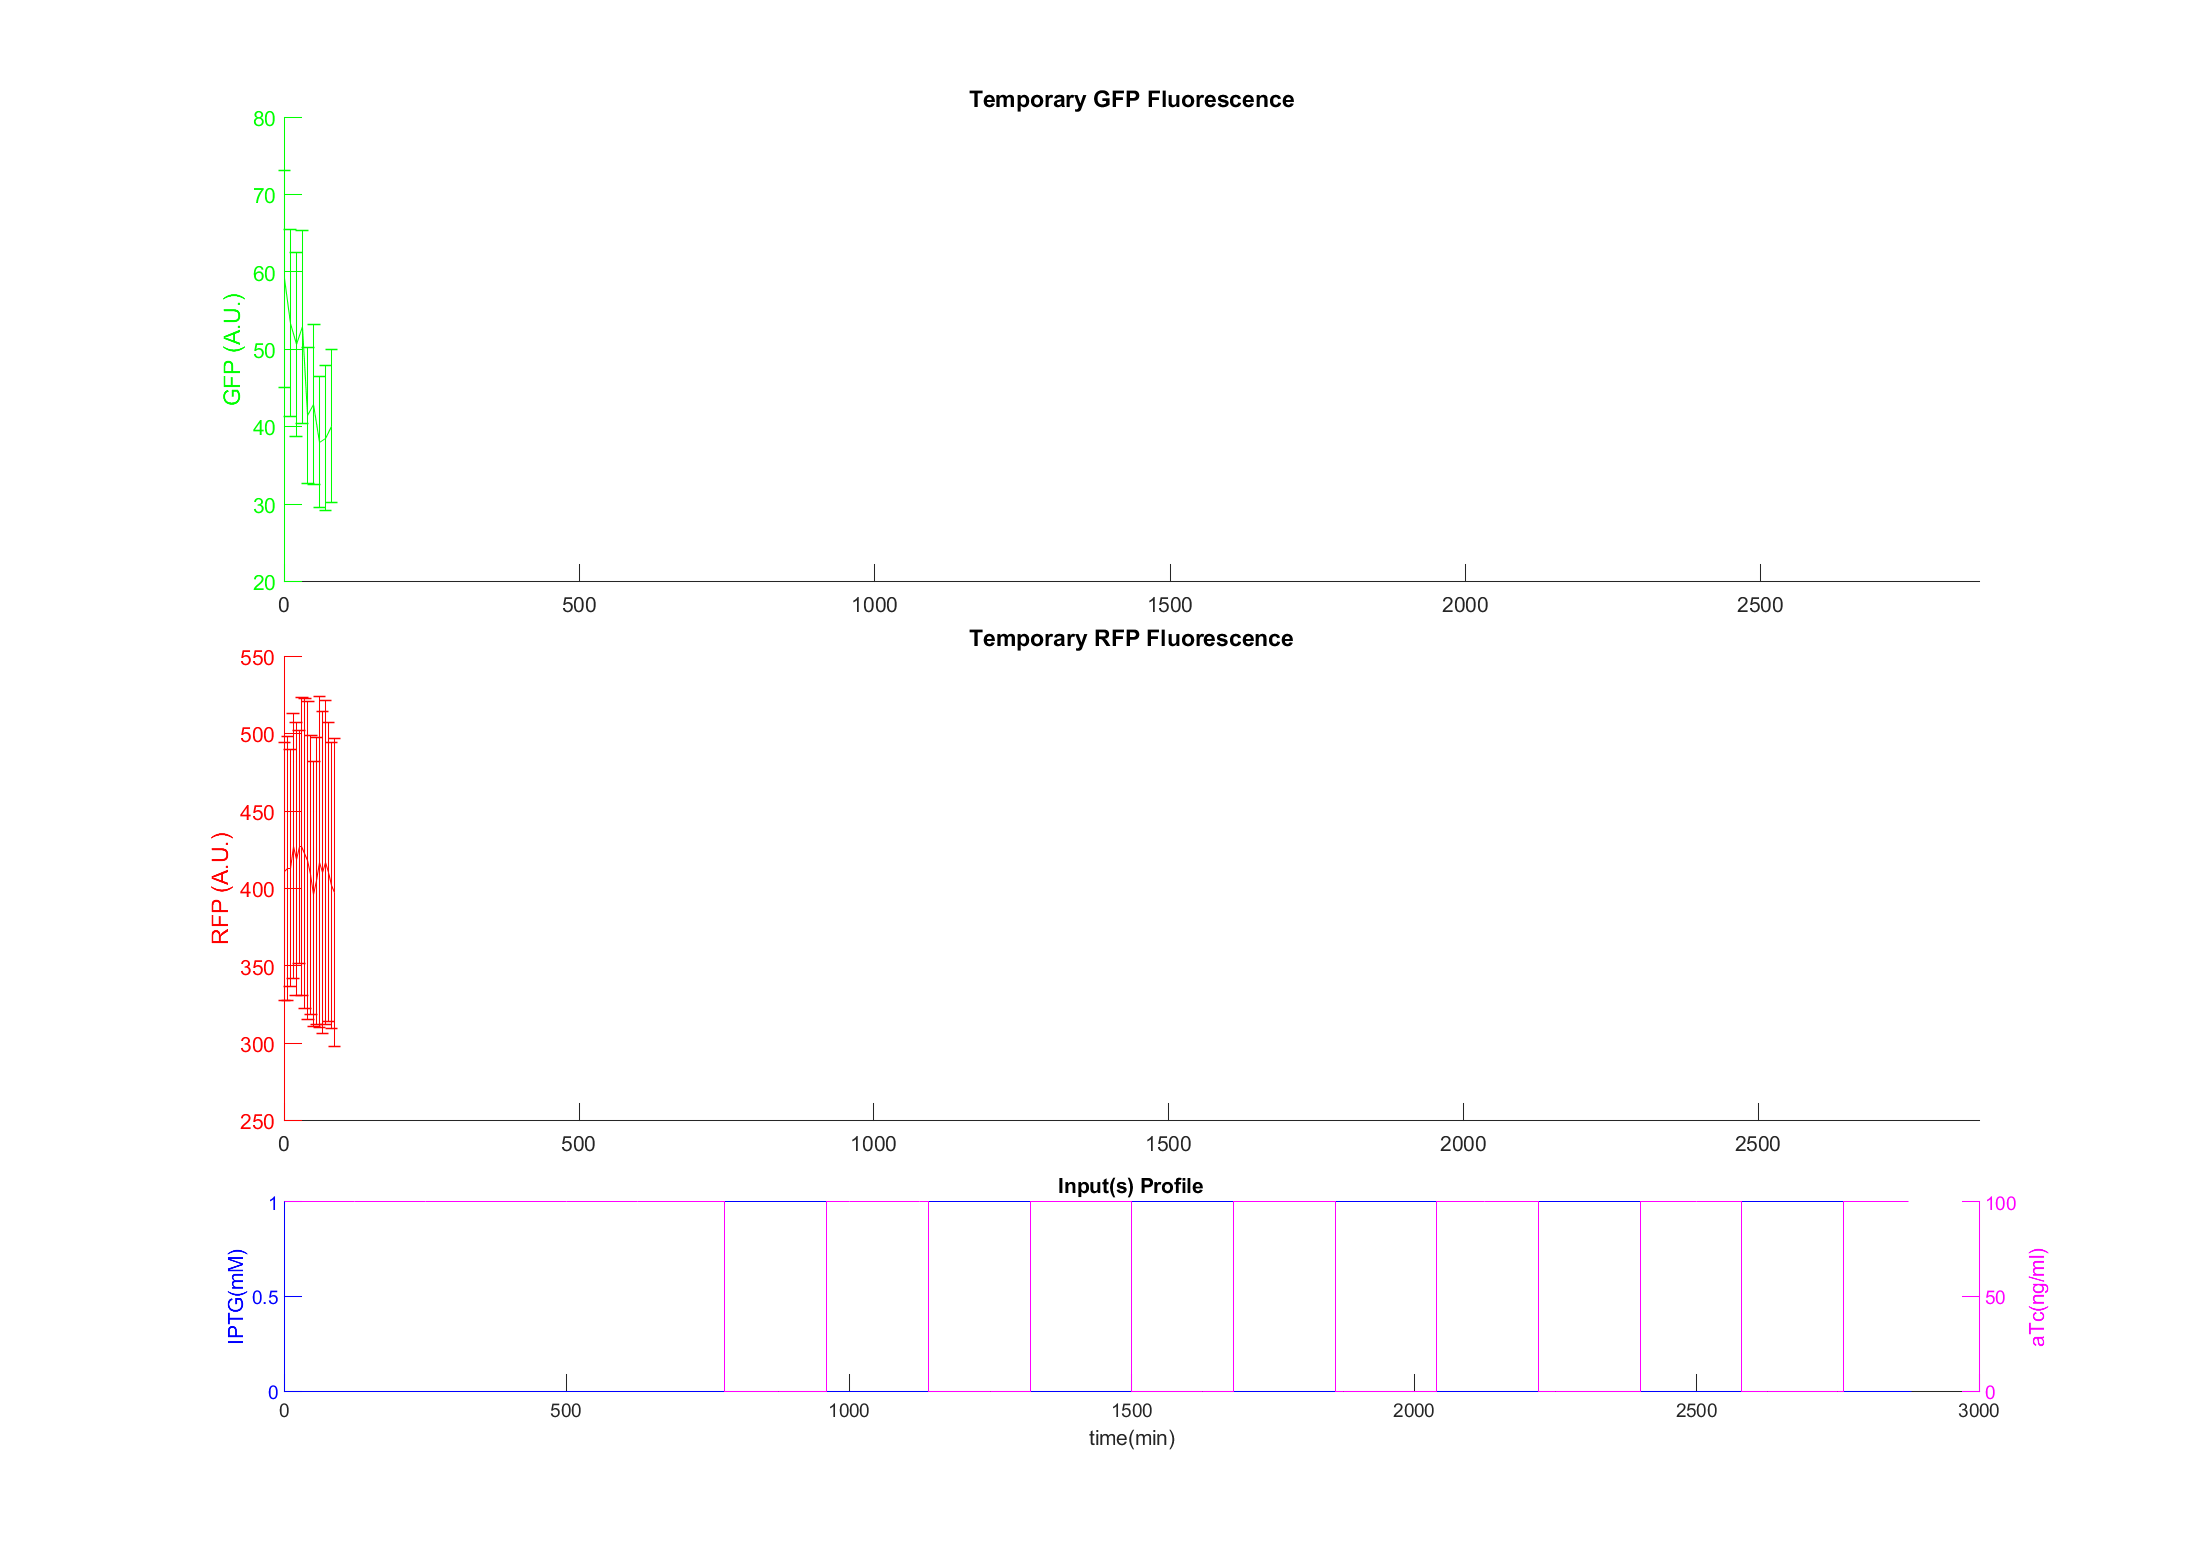 Temporary GFP Fluorescence
80
70
60
50
40
30
20
GFP (A.U.)
0 500 1000 1500 2000 2500
Temporary RFP Fluorescence
550
500
450
400
350
300
250
RFP (A.U.)
0 500 1000 1500 2000 2500
Input(s) Profile
1 100
0.5 50
0 0
IPTG(mM)
aTc(ng/ml)
0 500 1000 1500 2000 2500 3000
time(min)